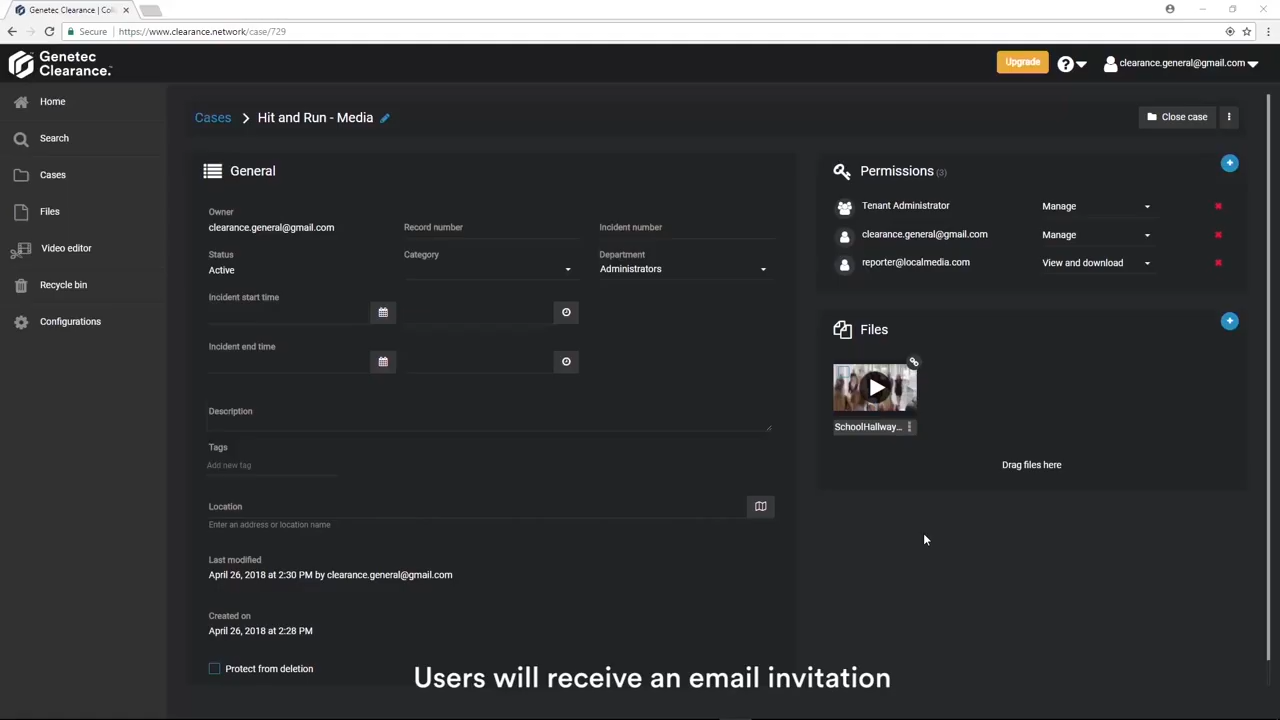 Genetec Clearance | Coll
Secure
https://www.clearance.network/case/729
Genetec
Clearance.
Upgrade
clearance.general@gmail.com
Home
Search
Cases
Files
Video editor
Recycle bin
Configurations
Cases
Hit and Run - Media
Close case
General
Owner
clearance.general@gmail.com
Record number
Incident number
Status
Active
Category
Department
Administrators
Incident start time
Incident end time
Description
Tags
Add new tag
Location
Enter an address or location name
Last modified
April 26, 2018 at 2:30 PM by clearance.general@gmail.com
Created on
April 26, 2018 at 2:28 PM
Protect from deletion
Permissions (3)
Tenant Administrator
Manage
clearance.general@gmail.com
Manage
reporter@localmedia.com
View and download
Files
SchoolHallway...
Drag files here
Users will receive an email invitation